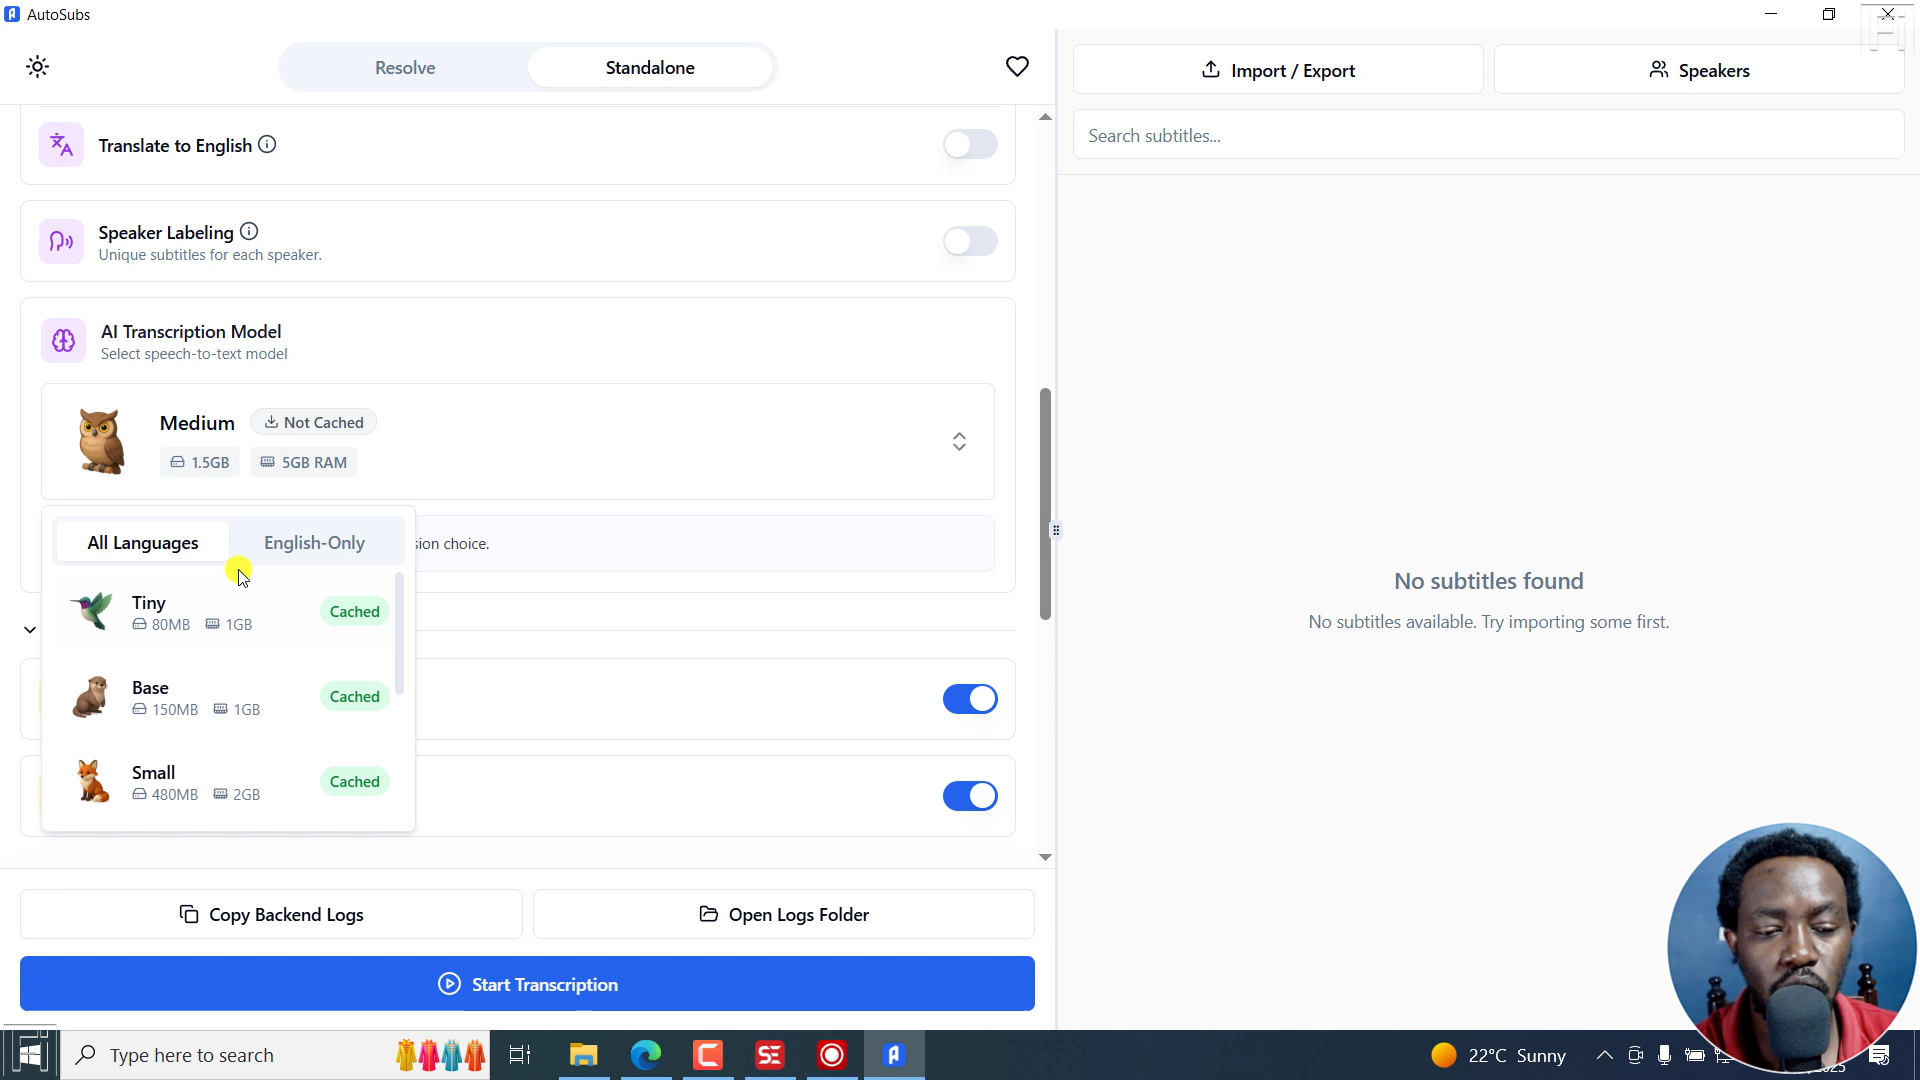 AutoSubs
Resolve
Standalone
Import / Export
Speakers
Search subtitles...
Translate to English
Speaker Labeling
Unique subtitles for each speaker.
AI Transcription Model
Select speech-to-text model
Medium
Not Cached
1.5GB
5GB RAM
All Languages
English-Only
sion choice.
Tiny
80MB
1GB
Cached
Base
150MB
1GB
Cached
Small
480MB
2GB
Cached
No subtitles found
No subtitles available. Try importing some first.
Copy Backend Logs
Open Logs Folder
Start Transcription
Type here to search
22°C Sunny